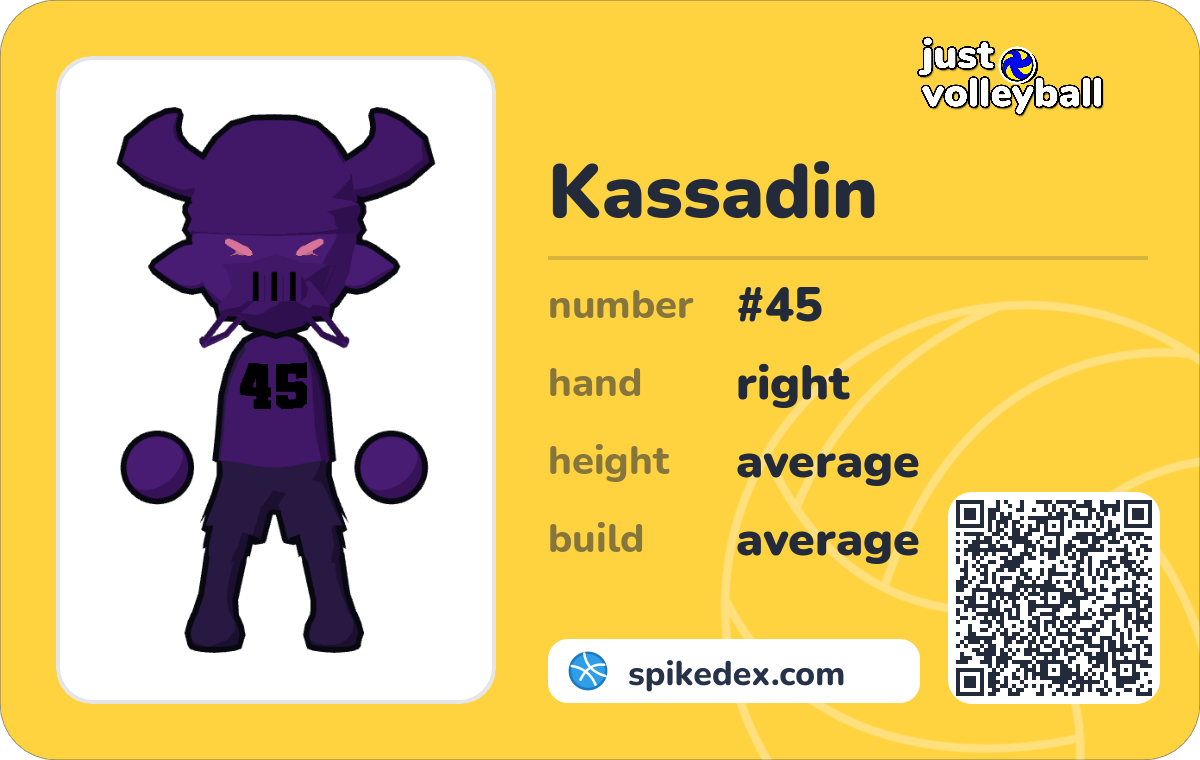 just
volleyball
Kassadin
number #45
hand right
height average
build average
45
spikedex.com